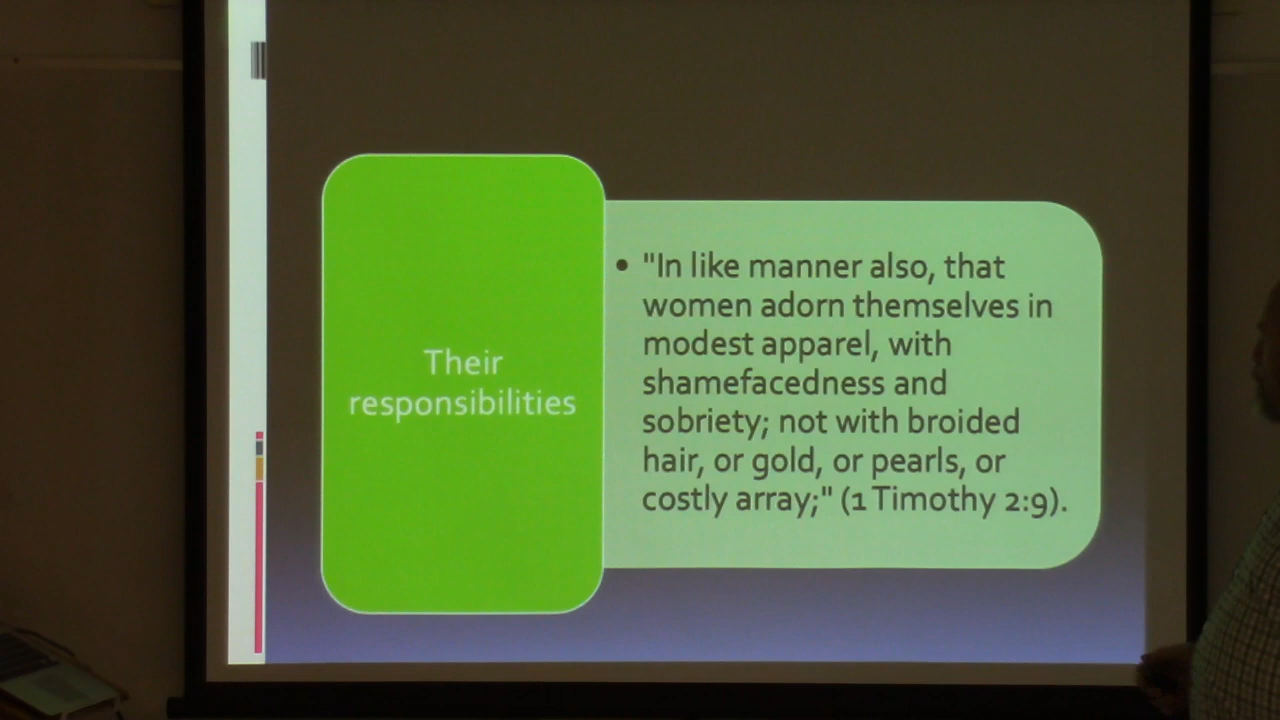 Their
responsibilities
• "In like manner also, that
women adorn themselves in
modest apparel, with
shamefacedness and
sobriety; not with broided
hair, or gold, or pearls, or
costly array;" (1 Timothy 2:9).